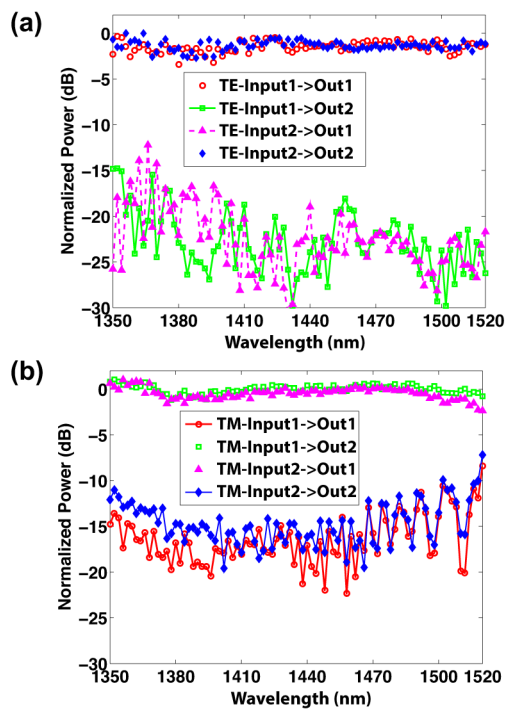 (a)
0
−5
−10
−15
−20
−25
−30
Normalized Power (dB)
TE-Input1->Out1
TE-Input1->Out2
TE-Input2->Out1
TE-Input2->Out2
1350 1380 1410 1440 1470 1500 1520
Wavelength (nm)
(b)
0
−5
−10
−15
−20
−25
−30
Normalized Power (dB)
TM-Input1->Out1
TM-Input1->Out2
TM-Input2->Out1
TM-Input2->Out2
1350 1380 1410 1440 1470 1500 1520
Wavelength (nm)